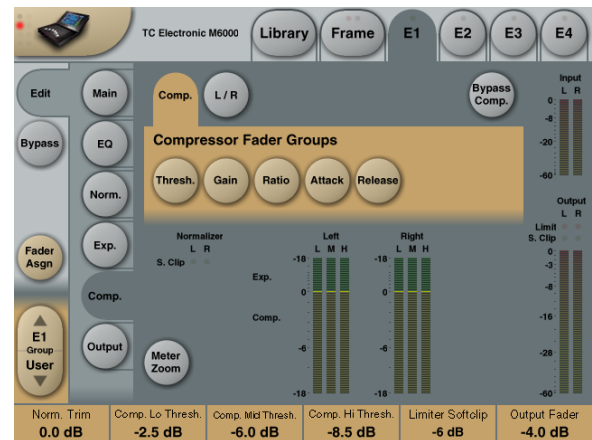 TC Electronic M6000
Library
Frame
E1
E2
E3
E4
Edit
Main
Comp.
L / R
Bypass
Comp.
Input
L R
0
-8
-20
-60
Bypass
EQ
Compressor Fader Groups
Thresh.
Gain
Ratio
Attack
Release
Norm.
Output
L R
Limit
S. Clip
0
-3
-8
-16
-28
-60
Fader
Asgn
Exp.
Normalizer
L R
S. Clip
Left
L M H
Right
L M H
-18
-18
Exp.
0
0
Comp.
-6
-6
-18
-18
Comp.
E1
Group
User
Output
Meter
Zoom
Norm. Trim
0.0 dB
Comp. Lo Thresh.
-2.5 dB
Comp. Mid Thresh.
-6.0 dB
Comp. Hi Thresh.
-8.5 dB
Limiter Softclip
-6 dB
Output Fader
-4.0 dB